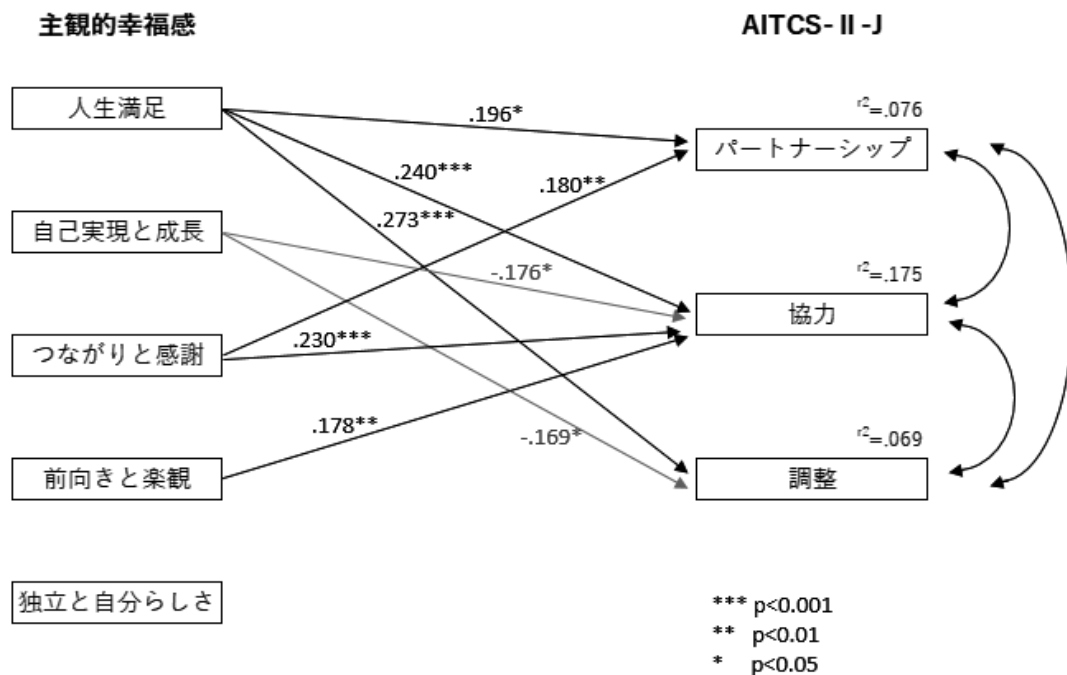 主観的幸福感
AITCS-Ⅱ-J
人生満足
自己実現と成長
つながりと感謝
前向きと楽観
独立と自分らしさ
.196*
.240***
.180**
.273***
-.176*
.230***
.178**
-.169*
r²=.076
パートナーシップ
r²=.175
協力
r²=.069
調整
*** p<0.001
** p<0.01
* p<0.05